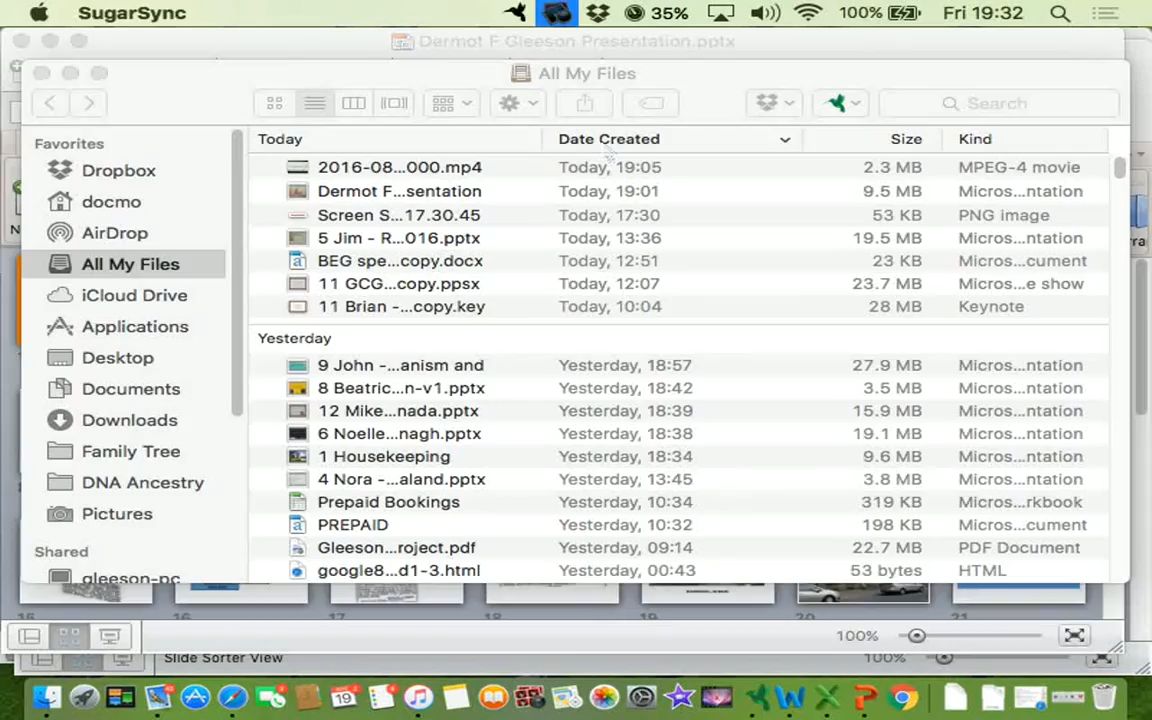 SugarSync 35% 100% Fri 19:32
Dermot F Gleeson Presentation.pptx
All My Files
Search
Favorites
Dropbox
docmo
AirDrop
All My Files
iCloud Drive
Applications
Desktop
Documents
Downloads
Family Tree
DNA Ancestry
Pictures
Shared
gleeson-pc
Today Date Created Size Kind
2016-08...000.mp4 Today, 19:05 2.3 MB MPEG-4 movie
Dermot F...sentation Today, 19:01 9.5 MB Micros...ntation
Screen S...17.30.45 Today, 17:30 53 KB PNG image
5 Jim - R...016.pptx Today, 13:36 19.5 MB Micros...ntation
BEG spe...copy.docx Today, 12:51 23 KB Micros...cument
11 GCG...copy.ppsx Today, 12:07 23.7 MB Micros...e show
11 Brian -...copy.key Today, 10:04 28 MB Keynote
Yesterday
9 John -...anism and Yesterday, 18:57 27.9 MB Micros...ntation
8 Beatric...n-v1.pptx Yesterday, 18:42 3.5 MB Micros...ntation
12 Mike...nada.pptx Yesterday, 18:39 15.9 MB Micros...ntation
6 Noelle...nagh.pptx Yesterday, 18:38 19.1 MB Micros...ntation
1 Housekeeping Yesterday, 18:34 9.6 MB Micros...ntation
4 Nora -...aland.pptx Yesterday, 13:45 3.8 MB Micros...ntation
Prepaid Bookings Yesterday, 10:34 319 KB Micros...rkbook
PREPAID Yesterday, 10:32 198 KB Micros...cument
Gleeson...roject.pdf Yesterday, 09:14 22.7 MB PDF Document
google8...d1-3.html Yesterday, 00:43 53 bytes HTML
15 16 17 18 19 20 21
100%
Slide Sorter View 100%
19